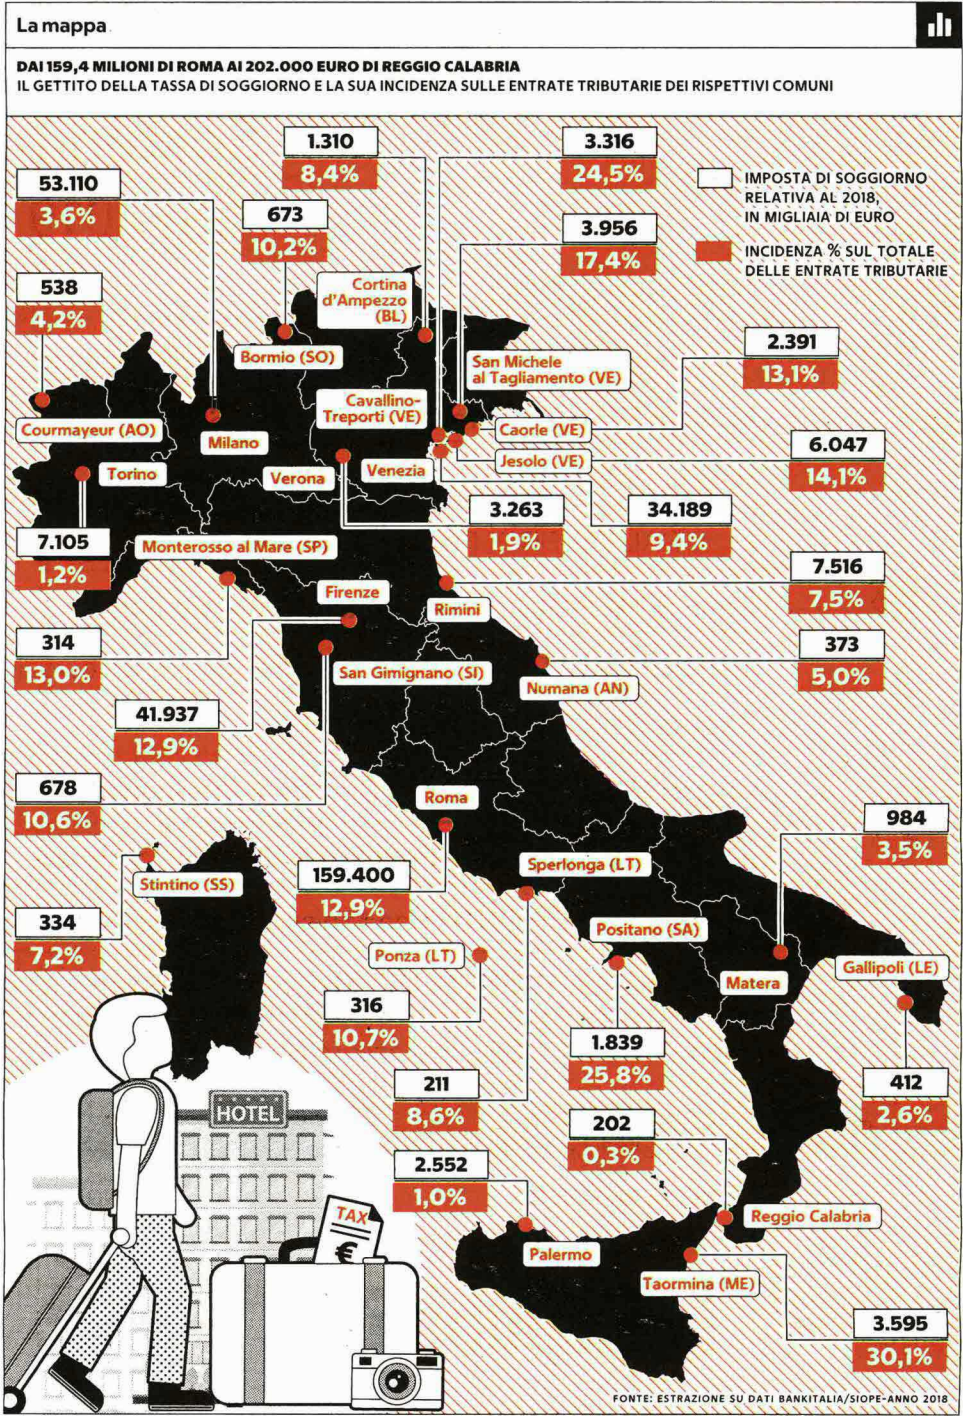 La mappa
DAI 159,4 MILIONI DI ROMA AI 202.000 EURO DI REGGIO CALABRIA
IL GETTITO DELLA TASSA DI SOGGIORNO E LA SUA INCIDENZA SULLE ENTRATE TRIBUTARIE DEI RISPETTIVI COMUNI
IMPOSTA DI SOGGIORNO
RELATIVA AL 2018,
IN MIGLIAIA DI EURO
INCIDENZA % SUL TOTALE
DELLE ENTRATE TRIBUTARIE
1.310
8,4%
3.316
24,5%
53.110
3,6%
673
10,2%
3.956
17,4%
538
4,2%
Cortina
d'Ampezzo
(BL)
Bormio (SO)
San Michele
al Tagliamento (VE)
2.391
13,1%
Cavallino-
Treporti (VE)
Courmayeur (AO)
Milano
Caorle (VE)
Jesolo (VE)
6.047
14,1%
Torino
Verona
Venezia
3.263
1,9%
34.189
9,4%
7.105
1,2%
Monterosso al Mare (SP)
7.516
7,5%
Firenze
Rimini
314
13,0%
San Gimignano (SI)
Numana (AN)
373
5,0%
41.937
12,9%
678
10,6%
Roma
984
3,5%
159.400
12,9%
Sperlonga (LT)
Stintino (SS)
334
7,2%
Ponza (LT)
Positano (SA)
Matera
Gallipoli (LE)
316
10,7%
1.839
25,8%
211
8,6%
412
2,6%
202
0,3%
HOTEL
2.552
1,0%
TAX
€
Palermo
Reggio Calabria
Taormina (ME)
3.595
30,1%
FONTE: ESTRAZIONE SU DATI BANKITALIA/SIOPE-ANNO 2018